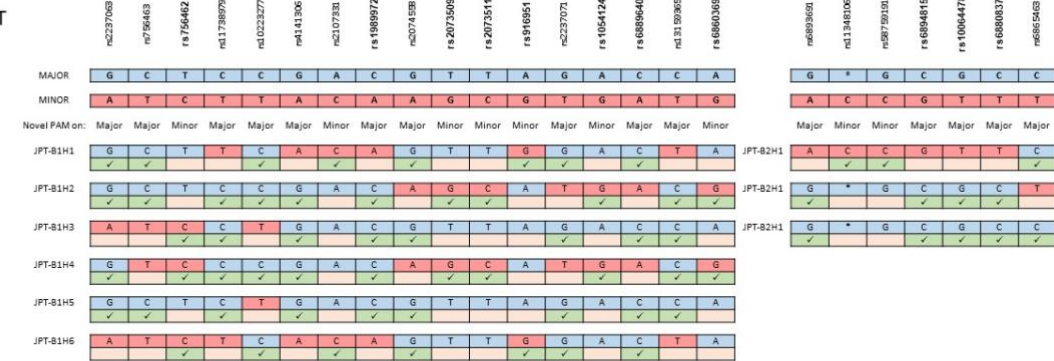 T
rs2237063 rs756463 rs756462 rs11738979 rs10223277 rs4141306 rs2107331 rs1989972 rs2074598 rs2073509 rs2073511 rs916951 rs2237071 rs1054124 rs6889640 rs13159365 rs6860369 rs6893691 rs11348106 rs58759191 rs6894815 rs10064478 rs6880837 rs6865463
MAJOR G C T C C G A C G T T A G A C C A G * G C G C C
MINOR A T C T T A C A A G C G T G A T G A C C G T T T
Novel PAM on: Major Major Minor Major Major Major Minor Major Major Minor Minor Minor Major Minor Major Major Minor Major Minor Minor Major Major Major Major
JPT-B1H1 G C T T C A C A G T T G G A C T A JPT-B2H1 A C C G T T C
✓ ✓ ✓ ✓ ✓ ✓ ✓ ✓ ✓ ✓ ✓
JPT-B1H2 G C T C C G A C A G C A T G A C G JPT-B2H1 G * G C G C T
✓ ✓ ✓ ✓ ✓ ✓ ✓ ✓ ✓ ✓ ✓ ✓ ✓ ✓ ✓
JPT-B1H3 A T C C T G A C G T T A G A C C A JPT-B2H1 G * G C G C C
✓ ✓ ✓ ✓ ✓ ✓ ✓ ✓ ✓ ✓ ✓ ✓ ✓
JPT-B1H4 G T C C C G A C A G C A T G A C G
✓ ✓ ✓ ✓ ✓ ✓ ✓ ✓ ✓ ✓ ✓
JPT-B1H5 G C T C T G A C G T T A G A C C A
✓ ✓ ✓ ✓ ✓ ✓ ✓ ✓ ✓
JPT-B1H6 A T C T C A C A G T T G G A C T A
✓ ✓ ✓ ✓ ✓ ✓ ✓